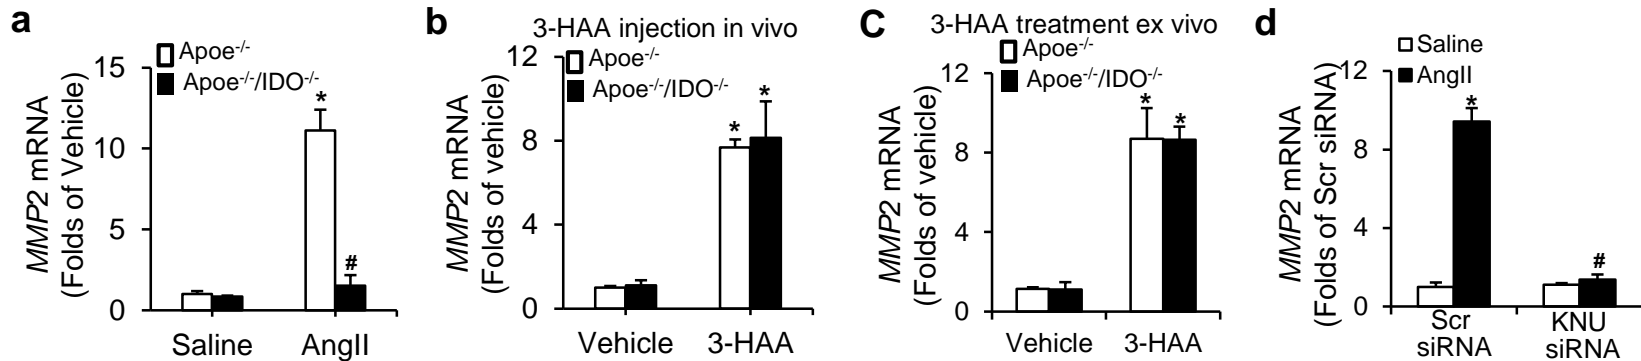 a
MMP2 mRNA
(Folds of Vehicle)
Apoe-/-
Apoe-/-/IDO-/-
15
10
5
0
*
#
Saline
AngII
b
3-HAA injection in vivo
MMP2 mRNA
(Folds of vehicle)
Apoe-/-
Apoe-/-/IDO-/-
12
8
4
0
*
*
Vehicle
3-HAA
C
3-HAA treatment ex vivo
MMP2 mRNA
(Folds of vehicle)
Apoe-/-
Apoe-/-/IDO-/-
12
8
4
0
*
*
Vehicle
3-HAA
d
MMP2 mRNA
(Folds of Scr siRNA)
Saline
AngII
12
8
4
0
*
#
Scr
siRNA
KNU
siRNA